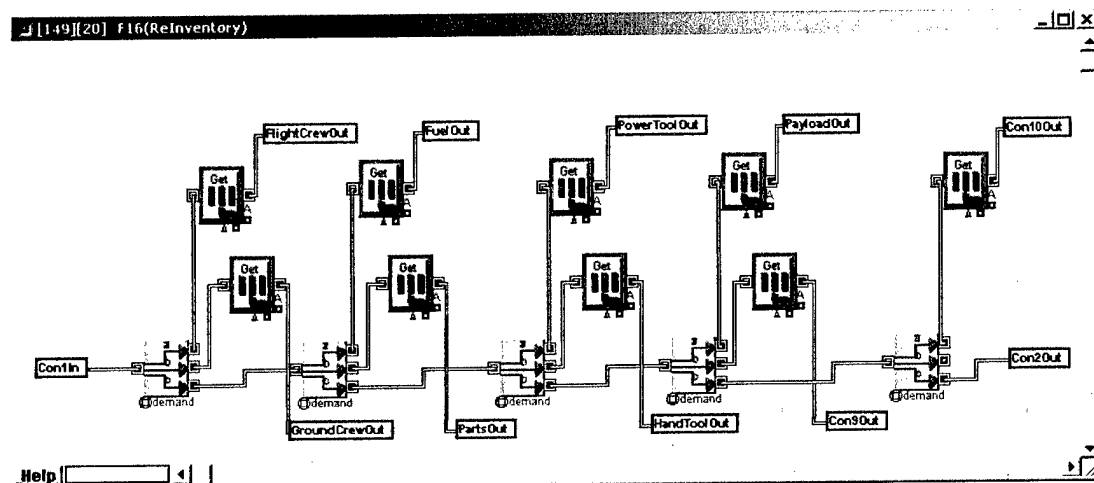 [149][20] F16(ReInventory)
FlightCrewOut
FuelOut
PowerToolOut
PayloadOut
Con10Out
Get
Get
Get
Get
Get
A
A
A
A
A
Get
Get
Get
Get
A
A
A
A
Con1In
Con2Out
demand
demand
demand
demand
demand
GroundCrewOut
PartsOut
HandToolOut
Con9Out
Help